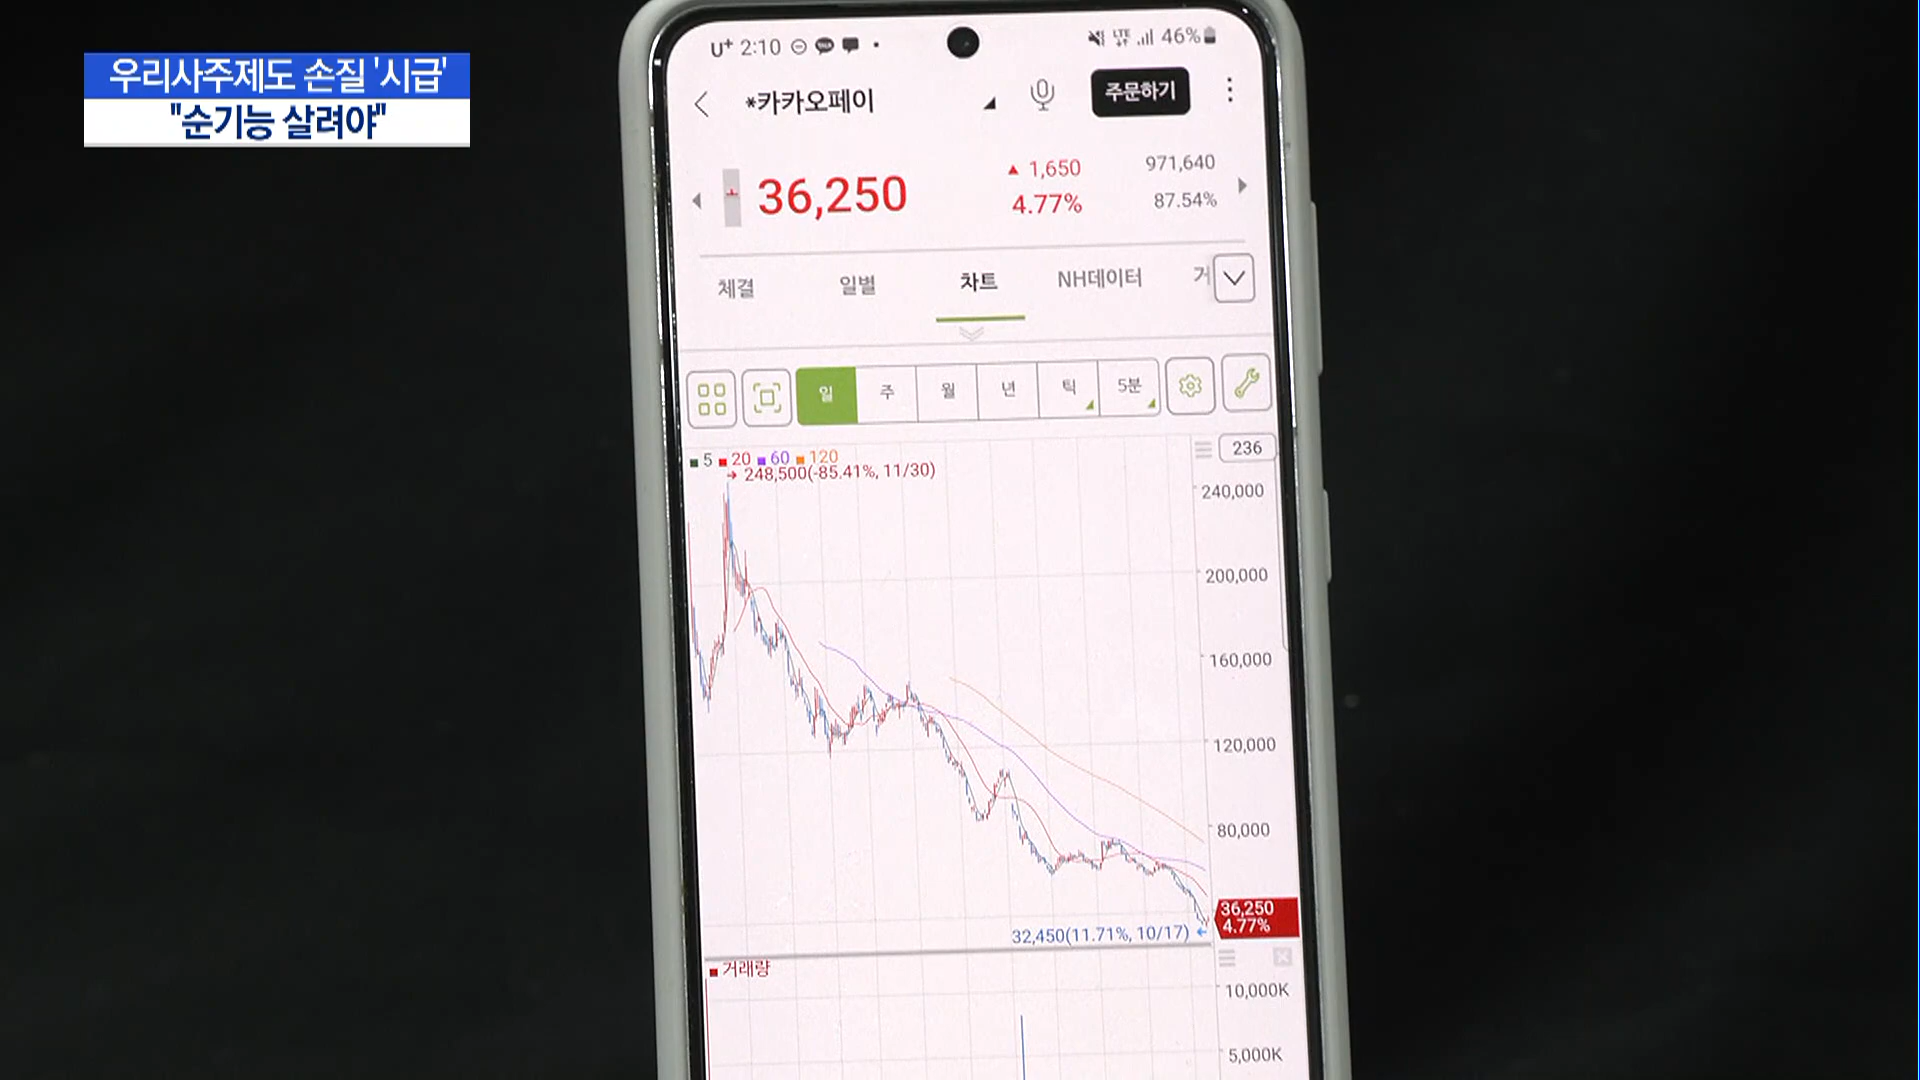 우리사주제도 손질 '시급'
"순기능 살려야"
U+ 2:10 LTE 46%
*카카오페이 주문하기
36,250 ▲ 1,650 971,640
4.77% 87.54%
체결 일별 차트 NH데이터
일 주 월 년 틱 5분
5 20 60 120 236
248,500(-85.41%, 11/30)
240,000
200,000
160,000
120,000
80,000
36,250
4.77%
32,450(11.71%, 10/17)
거래량
10,000K
5,000K